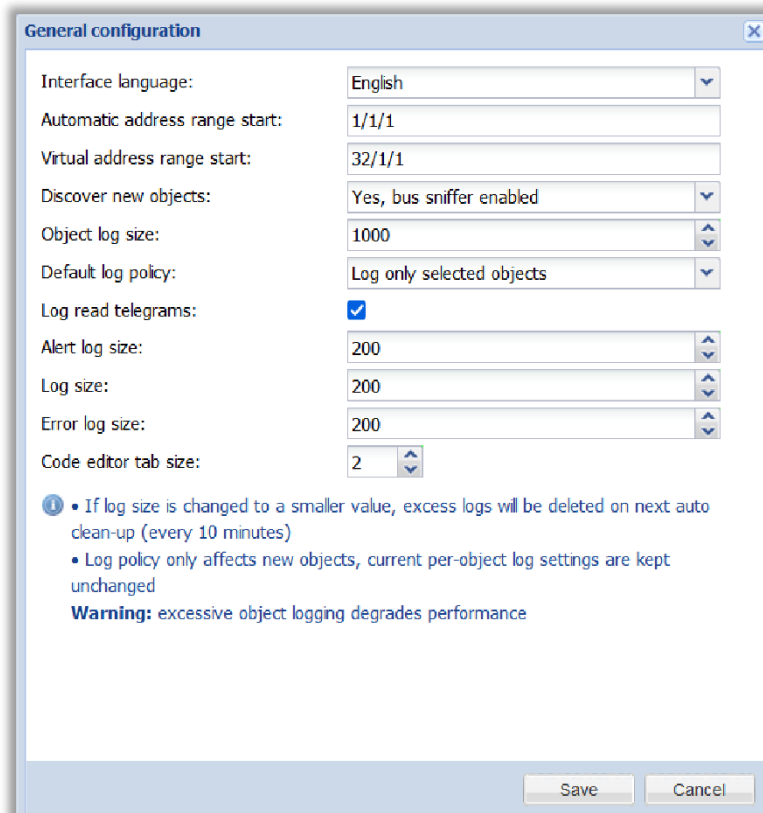 General configuration
Interface language: English
Automatic address range start: 1/1/1
Virtual address range start: 32/1/1
Discover new objects: Yes, bus sniffer enabled
Object log size: 1000
Default log policy: Log only selected objects
Log read telegrams:
Alert log size: 200
Log size: 200
Error log size: 200
Code editor tab size: 2
• If log size is changed to a smaller value, excess logs will be deleted on next auto
clean-up (every 10 minutes)
• Log policy only affects new objects, current per-object log settings are kept
unchanged
Warning: excessive object logging degrades performance
Save Cancel